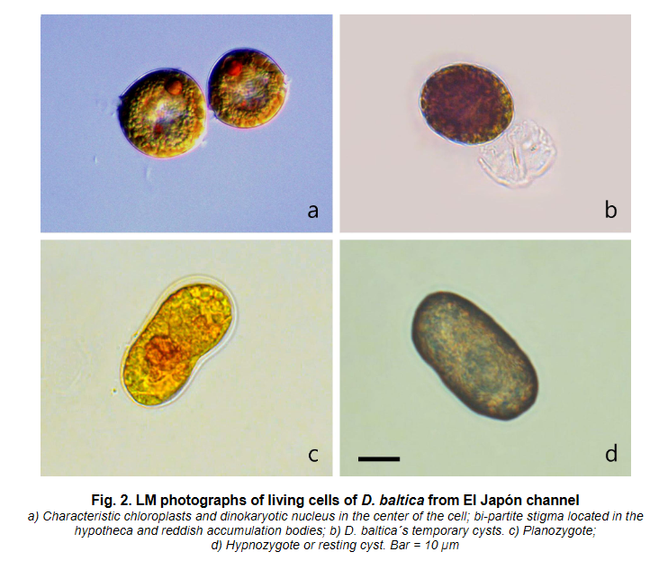 a
b
c
d
Fig. 2. LM photographs of living cells of D. baltica from El Japón channel
a) Characteristic chloroplasts and dinokaryotic nucleus in the center of the cell; bi-partite stigma located in the
hypotheca and reddish accumulation bodies; b) D. baltica´s temporary cysts. c) Planozygote;
d) Hypnozygote or resting cyst. Bar = 10 µm